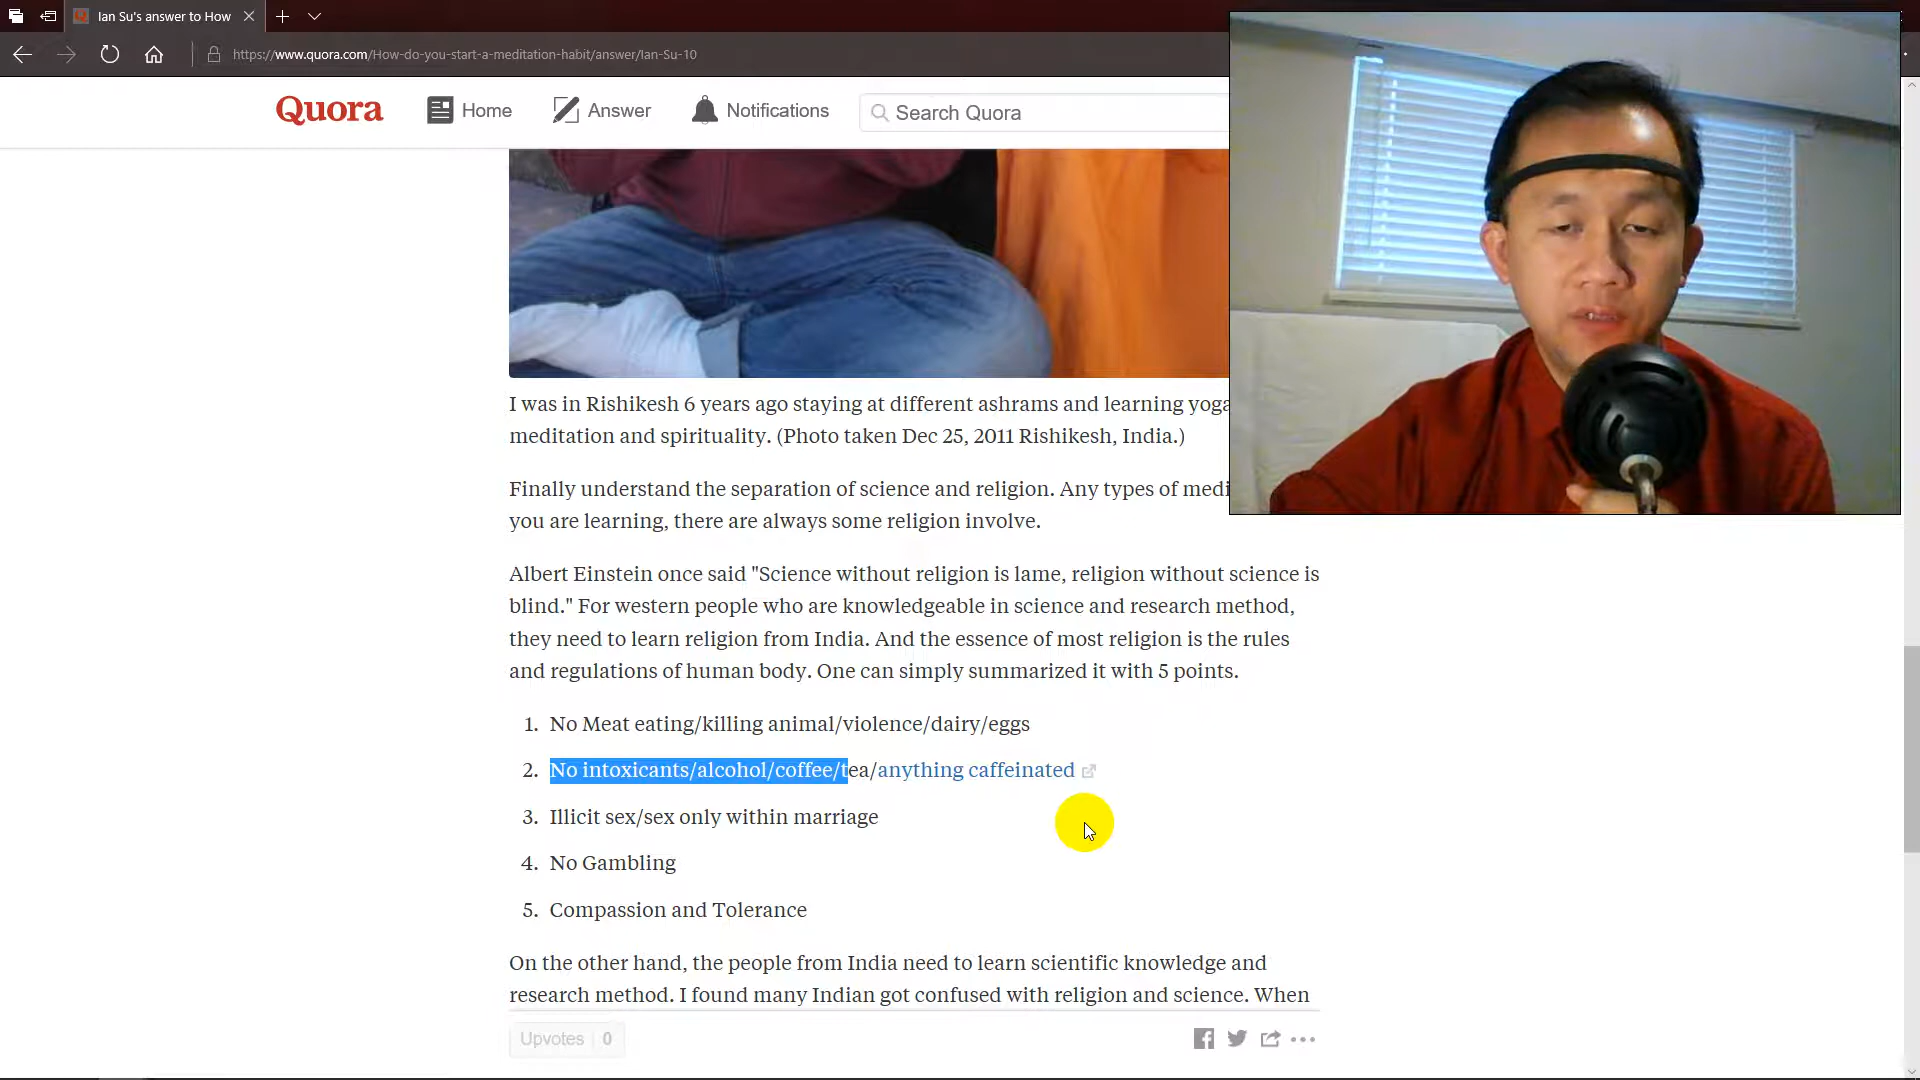 Ian Su's answer to How
https://www.quora.com/How-do-you-start-a-meditation-habit/answer/Ian-Su-10
Quora
Home
Answer
Notifications
Search Quora
I was in Rishikesh 6 years ago staying at different ashrams and learning yoga
meditation and spirituality. (Photo taken Dec 25, 2011 Rishikesh, India.)
Finally understand the separation of science and religion. Any types of medi
you are learning, there are always some religion involve.
Albert Einstein once said "Science without religion is lame, religion without science is
blind." For western people who are knowledgeable in science and research method,
they need to learn religion from India. And the essence of most religion is the rules
and regulations of human body. One can simply summarized it with 5 points.
1. No Meat eating/killing animal/violence/dairy/eggs
2. No intoxicants/alcohol/coffee/tea/anything caffeinated
3. Illicit sex/sex only within marriage
4. No Gambling
5. Compassion and Tolerance
On the other hand, the people from India need to learn scientific knowledge and
research method. I found many Indian got confused with religion and science. When
Upvotes 0